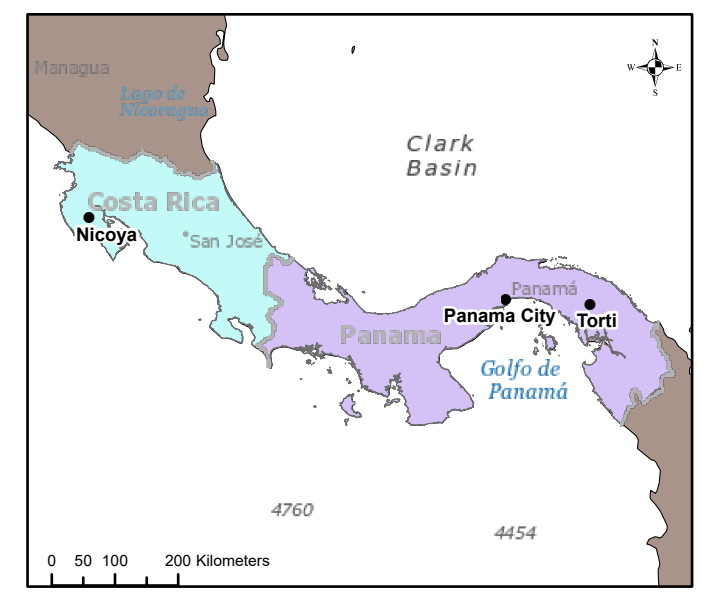 N
W E
S
Managua
Lago de
Nicoragua
Clark
Basin
Costa Rica
Nicoya
San José
Panamá
Panama City
Torti
Panama
Golfo de
Panamá
4760
4454
0 50 100 200 Kilometers